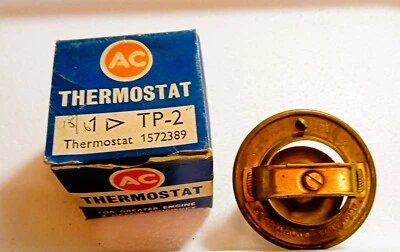 AC
THERMOSTAT
1 ▷ TP-2
Thermostat 1572389
AC
THERMOSTAT
FOR GREATER ENGINE